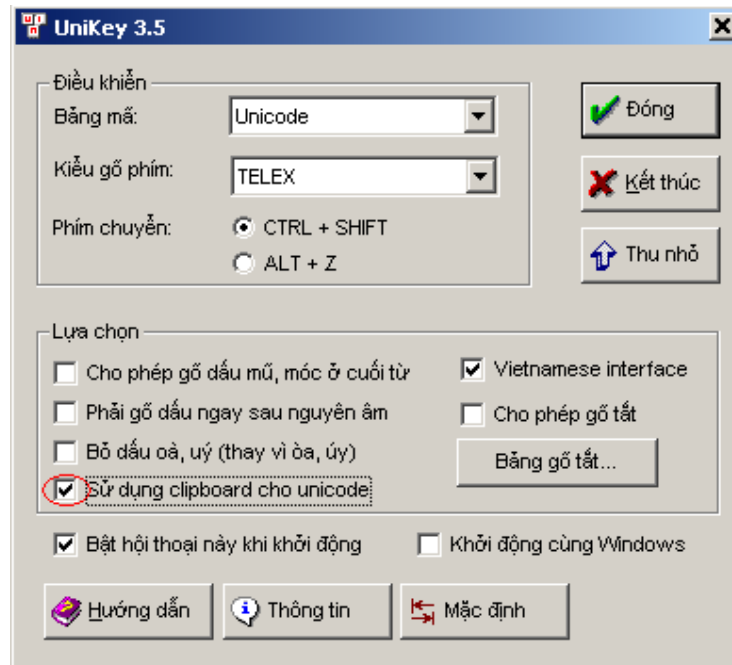 UniKey 3.5
Điều khiển
Bảng mã: Unicode
Đóng
Kiểu gõ phím: TELEX
Kết thúc
Phím chuyển: CTRL + SHIFT
ALT + Z
Thu nhỏ
Lựa chọn
Cho phép gõ dấu mũ, móc ở cuối từ
Vietnamese interface
Phải gõ dấu ngay sau nguyên âm
Cho phép gõ tắt
Bỏ dấu oà, uý (thay vì òa, úy)
Bảng gõ tắt...
Sử dụng clipboard cho unicode
Bật hội thoại này khi khởi động
Khởi động cùng Windows
Hướng dẫn
Thông tin
Mặc định